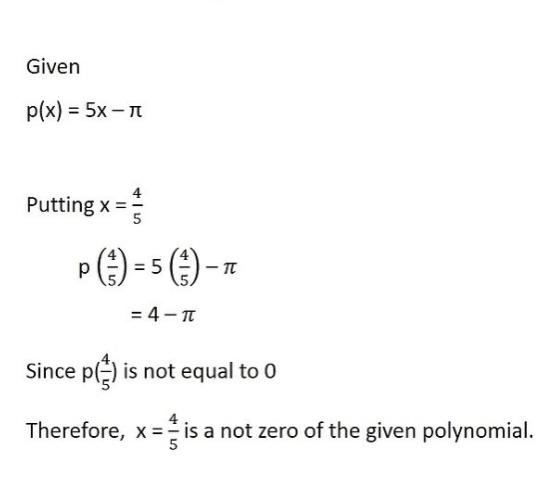 Given
p(x) = 5x – π
Putting x = 4/5
p(4/5) = 5(4/5) – π
= 4 – π
Since p(4/5) is not equal to 0
Therefore, x = 4/5 is a not zero of the given polynomial.